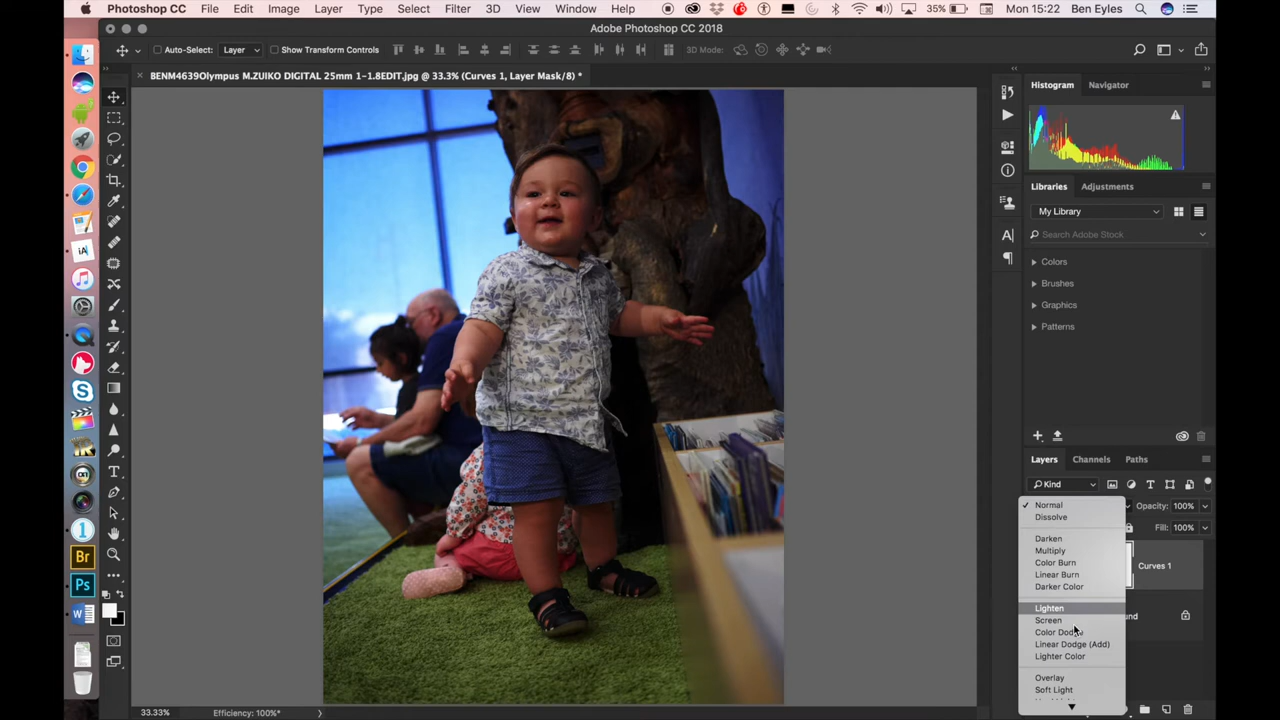 Photoshop CC File Edit Image Layer Type Select Filter 3D View Window Help 35% Mon 15:22 Ben Eyles
Adobe Photoshop CC 2018
Auto-Select: Layer Show Transform Controls 3D Mode:
BENM4639Olympus M.ZUIKO DIGITAL 25mm 1-1.8EDIT.jpg @ 33.3% (Curves 1, Layer Mask/8) *
Histogram Navigator
Libraries Adjustments
My Library
Search Adobe Stock
Colors
Brushes
Graphics
Patterns
Layers Channels Paths
Kind
Normal
Opacity: 100%
Dissolve
Fill: 100%
Darken
Multiply
Color Burn
Curves 1
Linear Burn
Darker Color
Lighten
Screen
Color Dodge
Linear Dodge (Add)
Lighter Color
Overlay
Soft Light
33.33% Efficiency: 100%*
Br
Ps